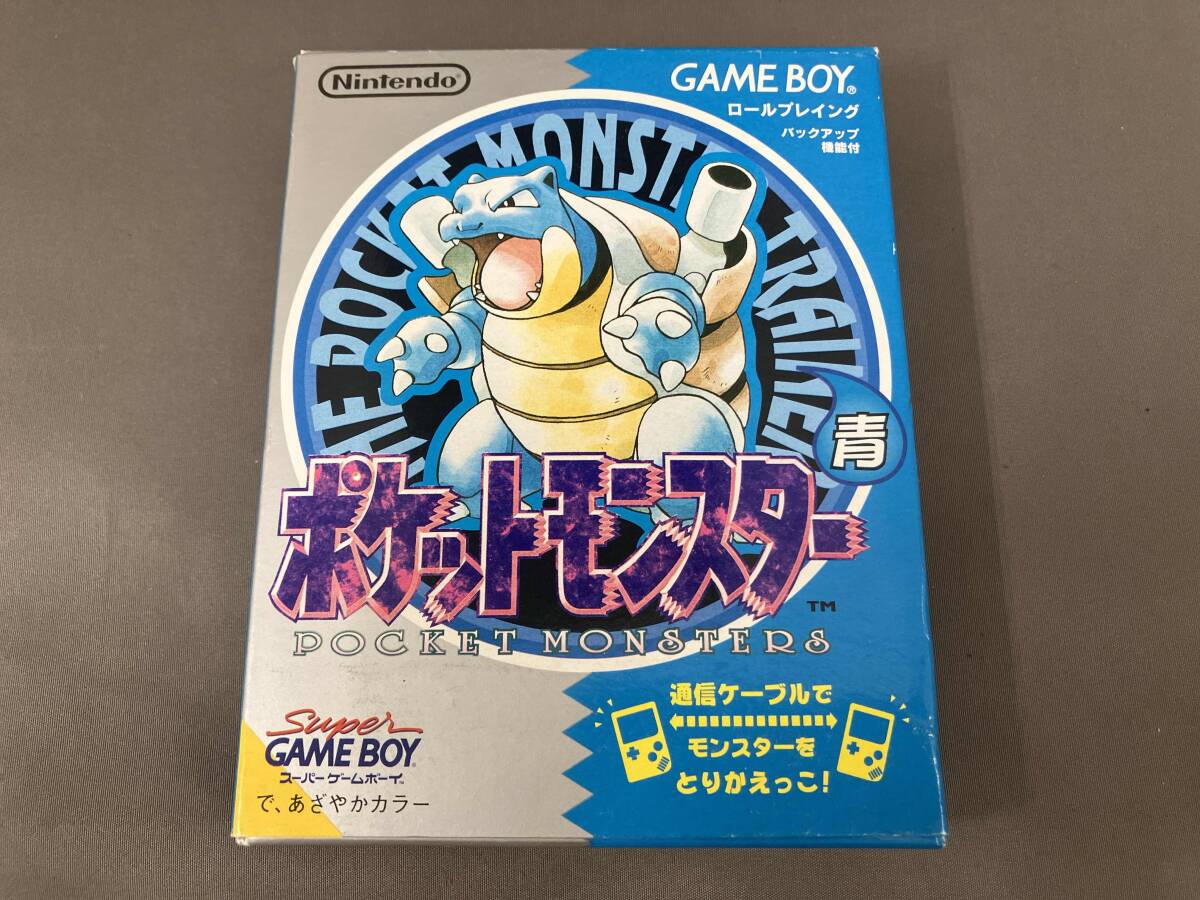 Nintendo®
GAME BOY®
ロールプレイング
バックアップ
機能付
THE POCKET MONSTER TRAINER
青
ポケットモンスター
TM
POCKET MONSTERS
通信ケーブルで
モンスターを
とりかえっこ!
Super
GAME BOY
スーパーゲームボーイ
で、あざやかカラー